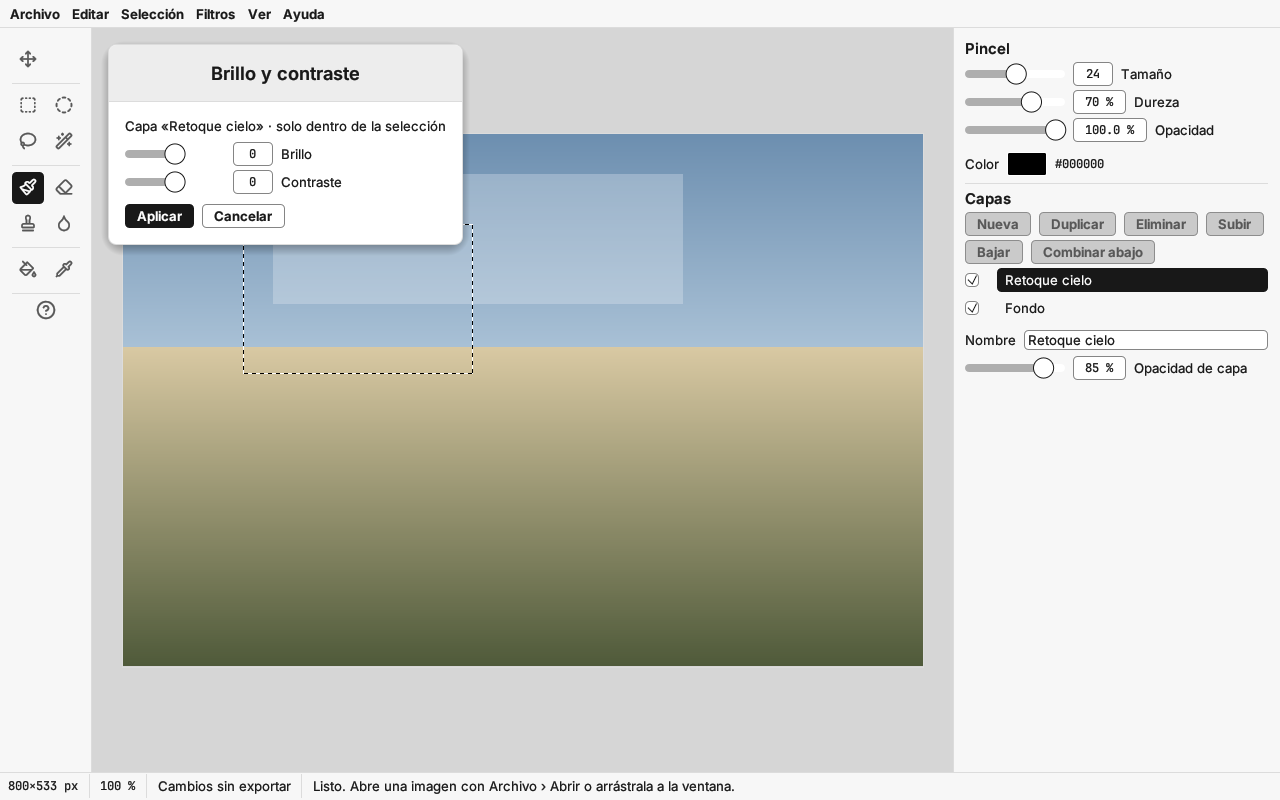 Archivo Editar Selección Filtros Ver Ayuda
Brillo y contraste
Capa «Retoque cielo» · solo dentro de la selección
0 Brillo
0 Contraste
Aplicar Cancelar
Pincel
24 Tamaño
70 % Dureza
100.0 % Opacidad
Color #000000
Capas
Nueva Duplicar Eliminar Subir
Bajar Combinar abajo
Retoque cielo
Fondo
Nombre Retoque cielo
85 % Opacidad de capa
800×533 px 100 % Cambios sin exportar Listo. Abre una imagen con Archivo › Abrir o arrástrala a la ventana.